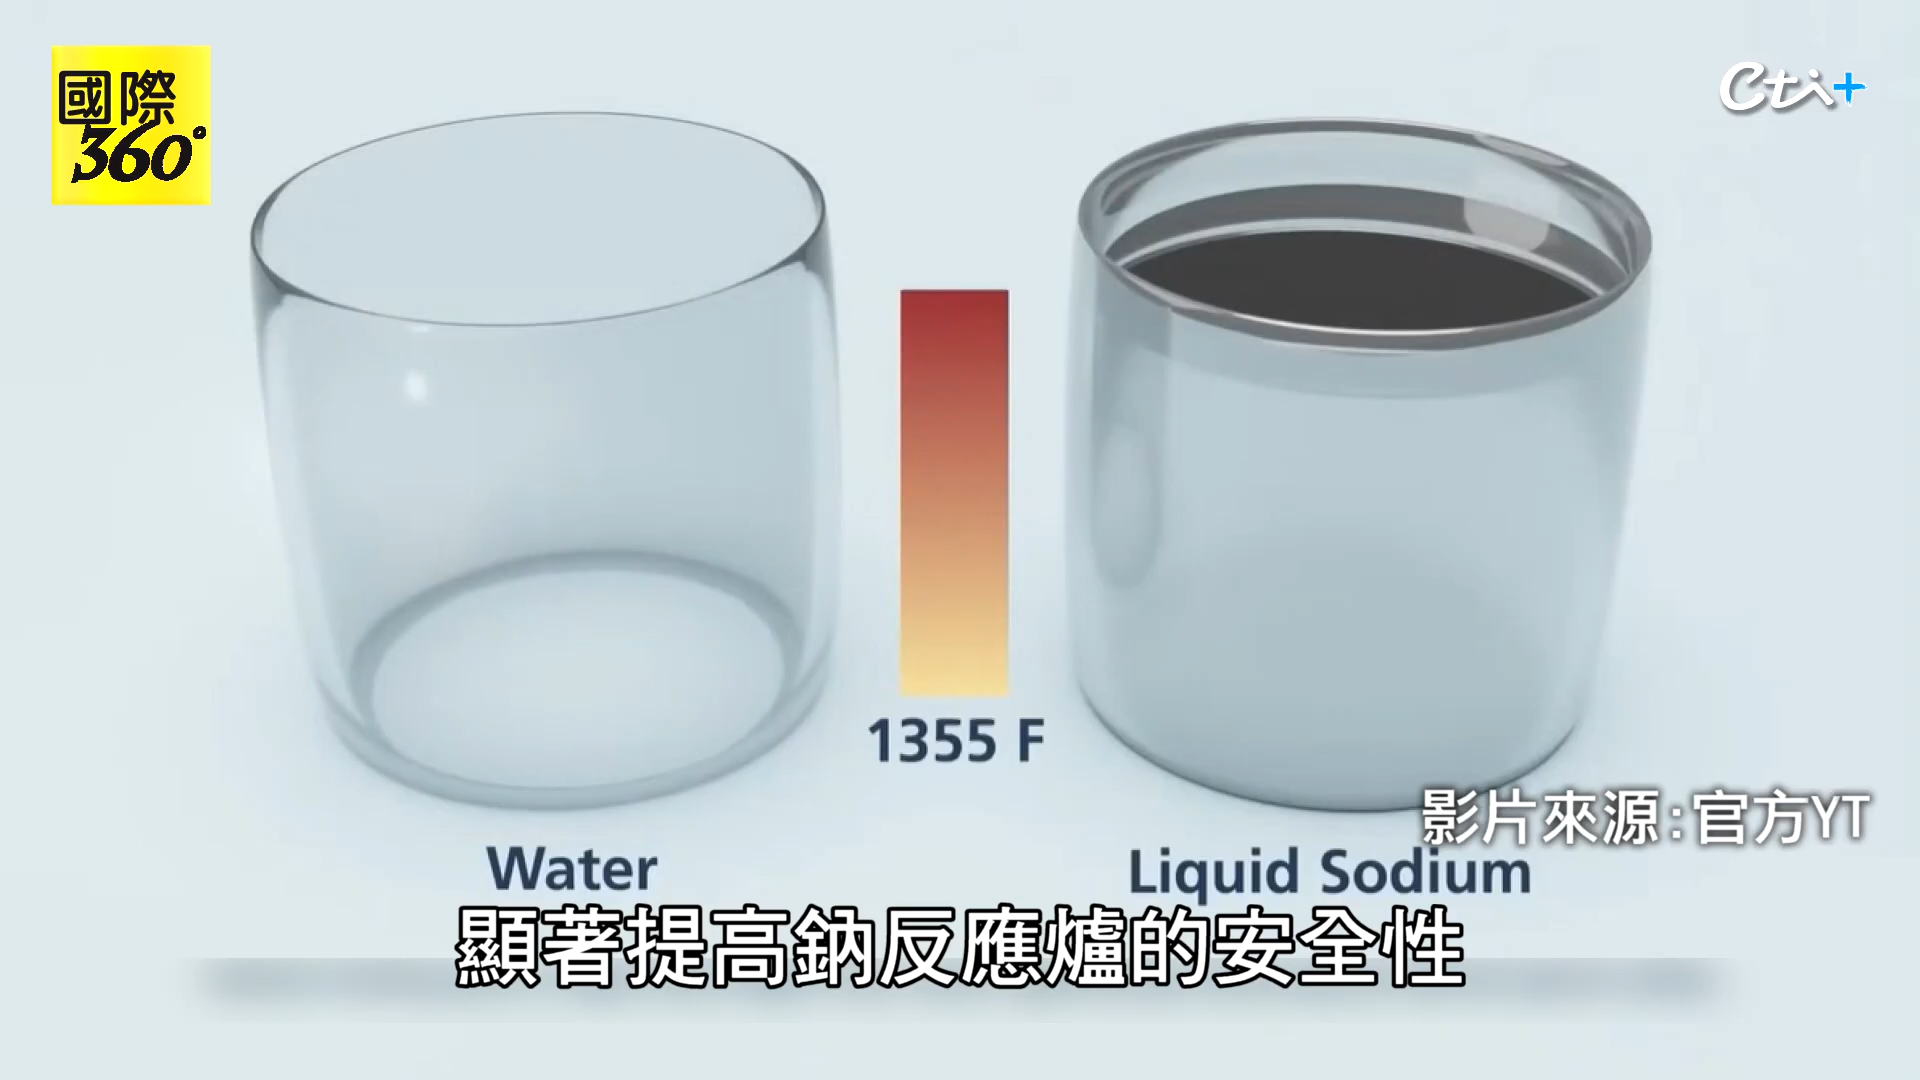 國際
360°
Cti+
1355 F
影片來源:官方YT
Water
Liquid Sodium
顯著提高鈉反應爐的安全性